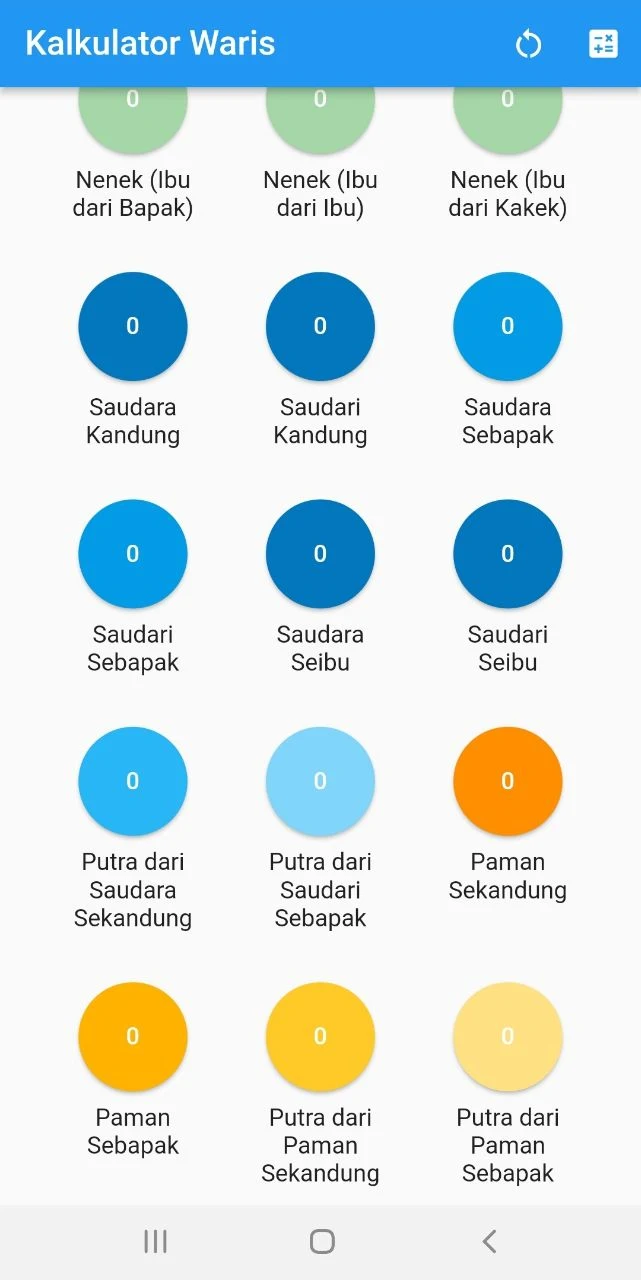 Kalkulator Waris
0 0 0
Nenek (Ibu Nenek (Ibu Nenek (Ibu
dari Bapak) dari Ibu) dari Kakek)
0 0 0
Saudara Saudari Saudara
Kandung Kandung Sebapak
0 0 0
Saudari Saudara Saudari
Sebapak Seibu Seibu
0 0 0
Putra dari Putra dari Paman
Saudara Saudari Sekandung
Sekandung Sebapak
0 0 0
Paman Putra dari Putra dari
Sebapak Paman Paman
Sekandung Sebapak